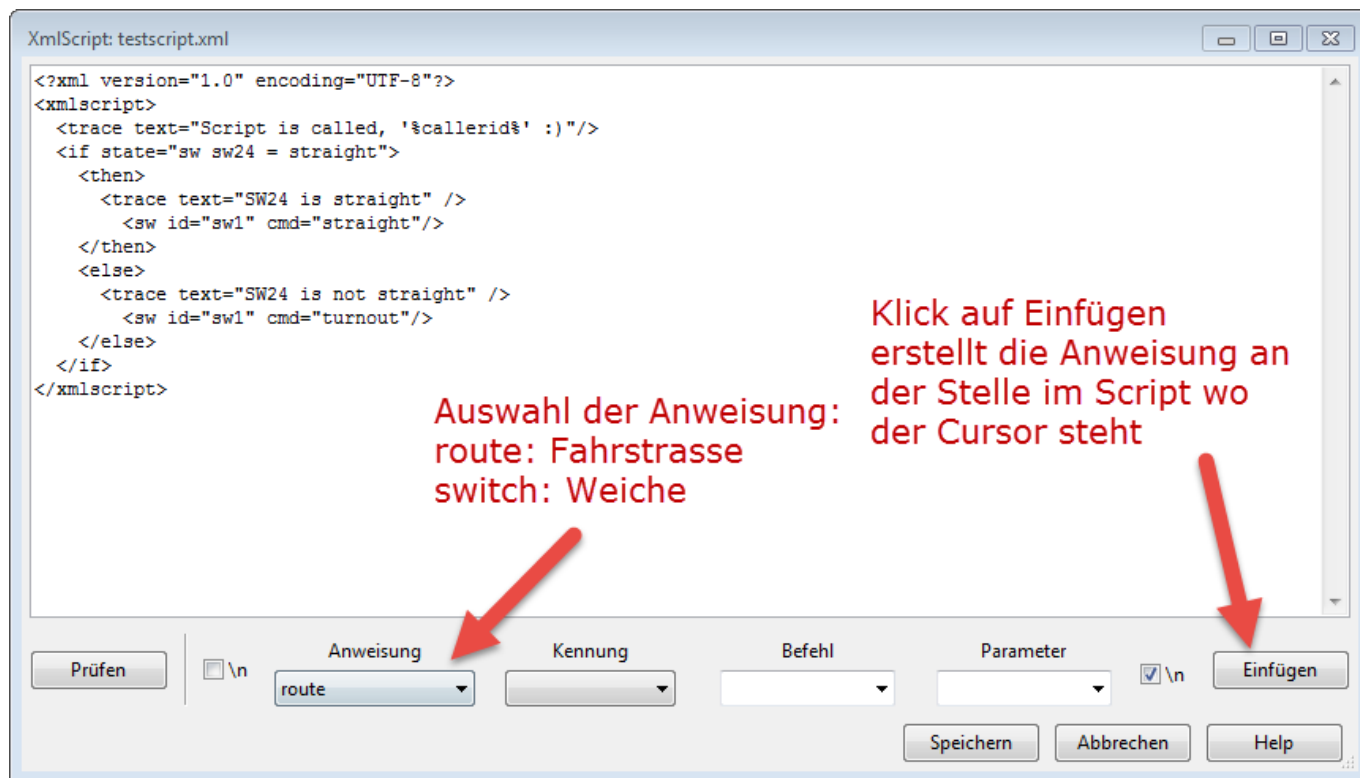 XmlScript: testscript.xml
<?xml version="1.0" encoding="UTF-8"?>
<xmlscript>
  <trace text="Script is called, '%callerid%' :)"/>
  <if state="sw sw24 = straight">
    <then>
      <trace text="SW24 is straight" />
        <sw id="sw1" cmd="straight"/>
    </then>
    <else>
      <trace text="SW24 is not straight" />
        <sw id="sw1" cmd="turnout"/>
    </else>
  </if>
</xmlscript>
Auswahl der Anweisung:
route: Fahrstrasse
switch: Weiche
Klick auf Einfügen
erstellt die Anweisung an
der Stelle im Script wo
der Cursor steht
Prüfen
\n
Anweisung
route
Kennung
Befehl
Parameter
\n
Einfügen
Speichern
Abbrechen
Help